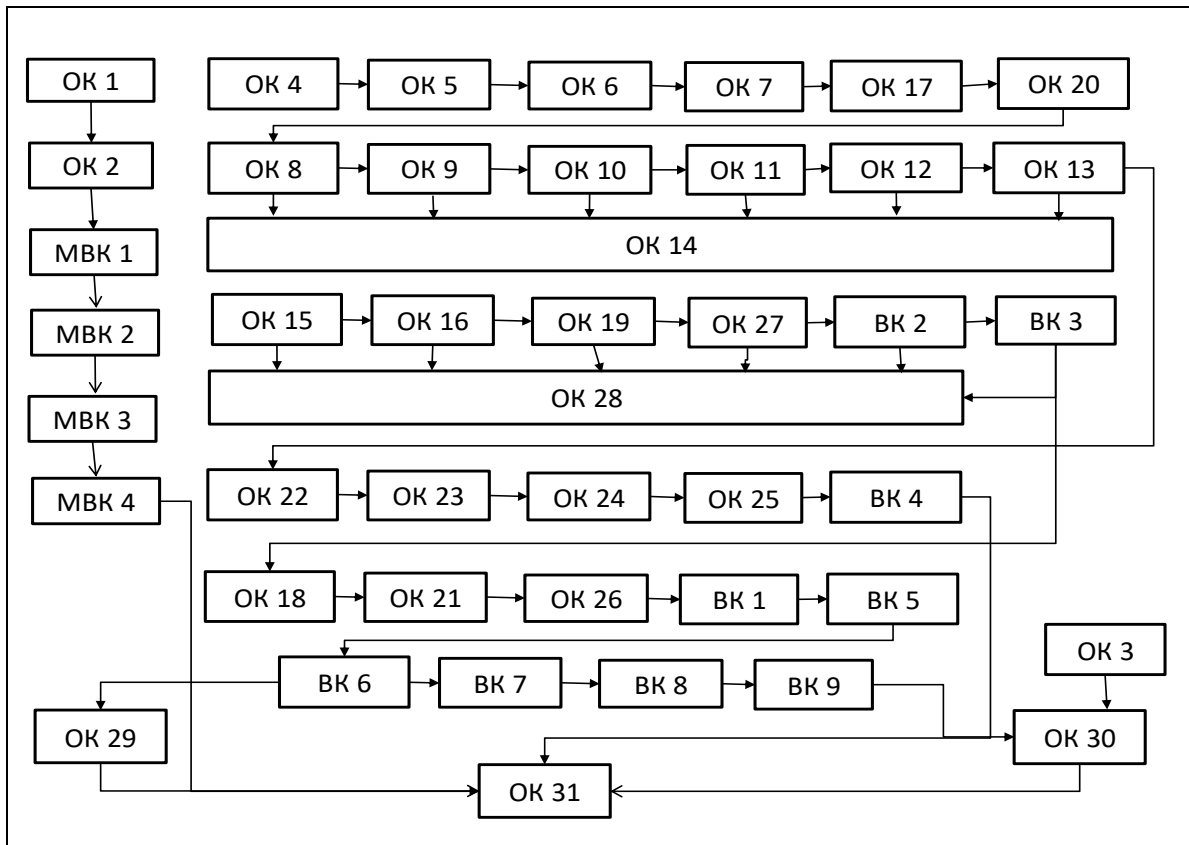 ОК 1
ОК 4
ОК 5
ОК 6
ОК 7
ОК 17
ОК 20
ОК 2
ОК 8
ОК 9
ОК 10
ОК 11
ОК 12
ОК 13
МВК 1
ОК 14
МВК 2
ОК 15
ОК 16
ОК 19
ОК 27
ВК 2
ВК 3
МВК 3
ОК 28
МВК 4
ОК 22
ОК 23
ОК 24
ОК 25
ВК 4
ОК 18
ОК 21
ОК 26
ВК 1
ВК 5
ОК 3
ВК 6
ВК 7
ВК 8
ВК 9
ОК 29
ОК 30
ОК 31